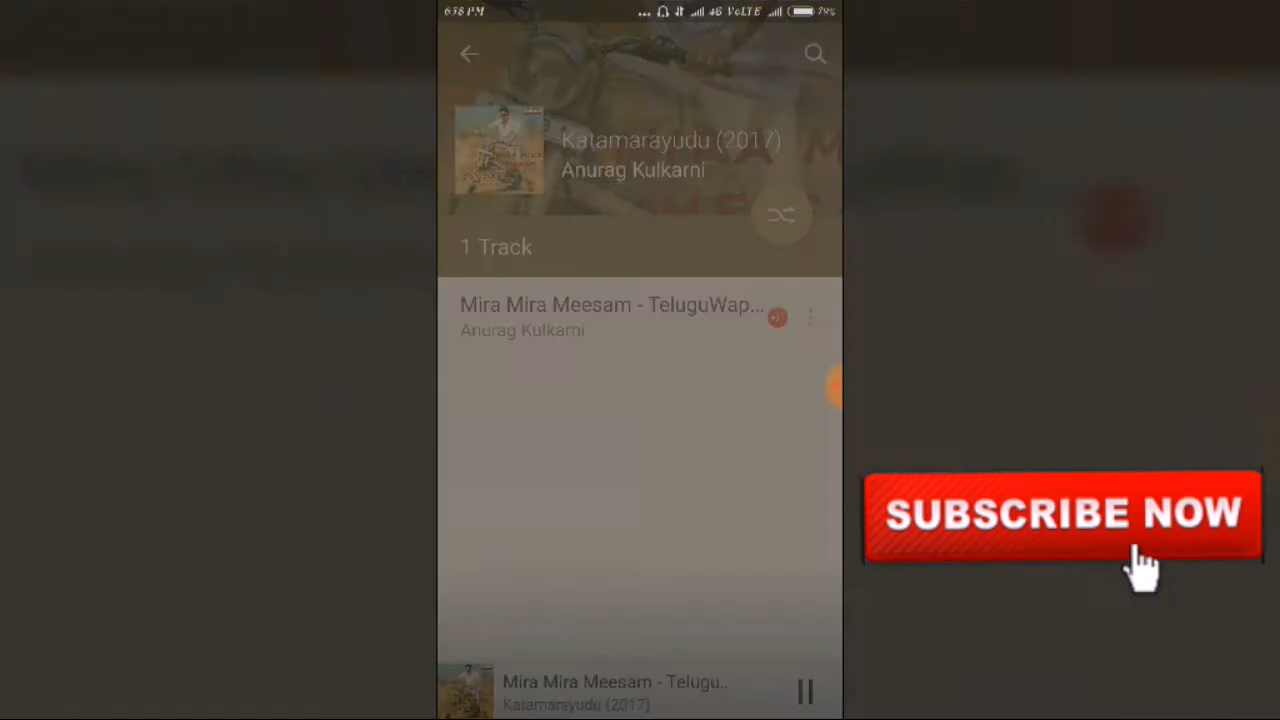 6:58 PM
4G VoLTE 79%
Katamarayudu (2017)
Anurag Kulkarni
1 Track
Mira Mira Meesam - TeluguWap...
Anurag Kulkarni
SUBSCRIBE NOW
Mira Mira Meesam - Telugu..
Katamarayudu (2017)